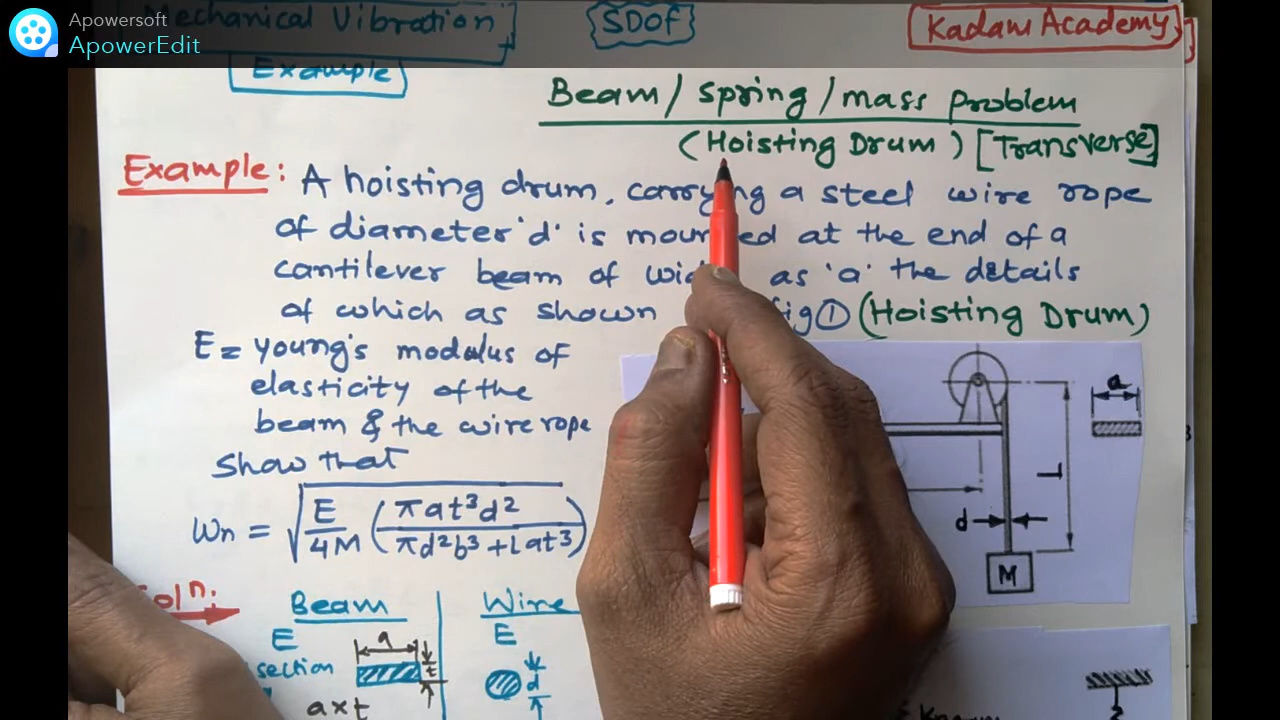 Apowersoft
ApowerEdit
Mechanical Vibration
SDOF
Kadam Academy
Example
Beam / spring / mass problem
(Hoisting Drum) [Transverse]
Example: A hoisting drum, carrying a steel wire rope
of diameter 'd' is mounted at the end of a
cantilever beam of as 'a' the details
of which as shown fig ① (Hoisting Drum)
E = young's modulus of
elasticity of the
beam & the wire rope
Show that
Wn = √(E/4M (πat³d² / πd²b³ + lat³))
a
L
d
M
Soln.
Beam
Wire
E
E
section
a
t
d
a x t